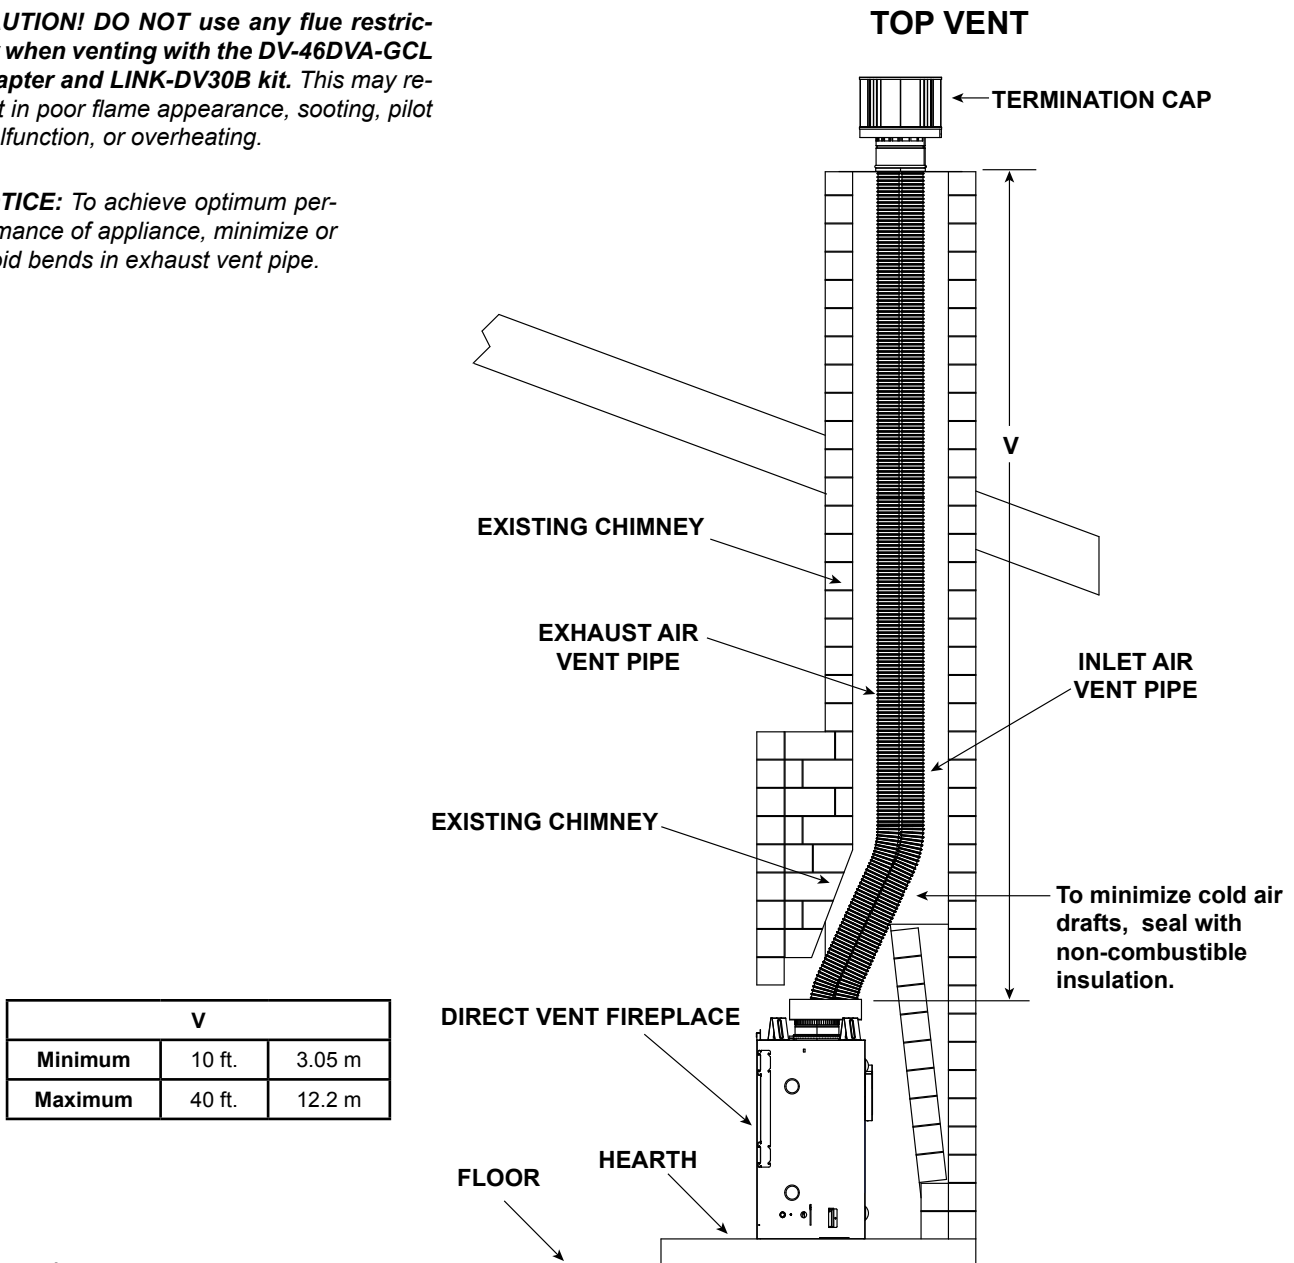 AUTION! DO NOT use any flue restric-
when venting with the DV-46DVA-GCL
apter and LINK-DV30B kit. This may re-
t in poor flame appearance, sooting, pilot
lfunction, or overheating.
TICE: To achieve optimum per-
mance of appliance, minimize or
oid bends in exhaust vent pipe.
TOP VENT
TERMINATION CAP
V
EXISTING CHIMNEY
EXHAUST AIR
VENT PIPE
INLET AIR
VENT PIPE
EXISTING CHIMNEY
To minimize cold air
drafts, seal with
non-combustible
insulation.
DIRECT VENT FIREPLACE
HEARTH
FLOOR
V
Minimum 10 ft. 3.05 m
Maximum 40 ft. 12.2 m